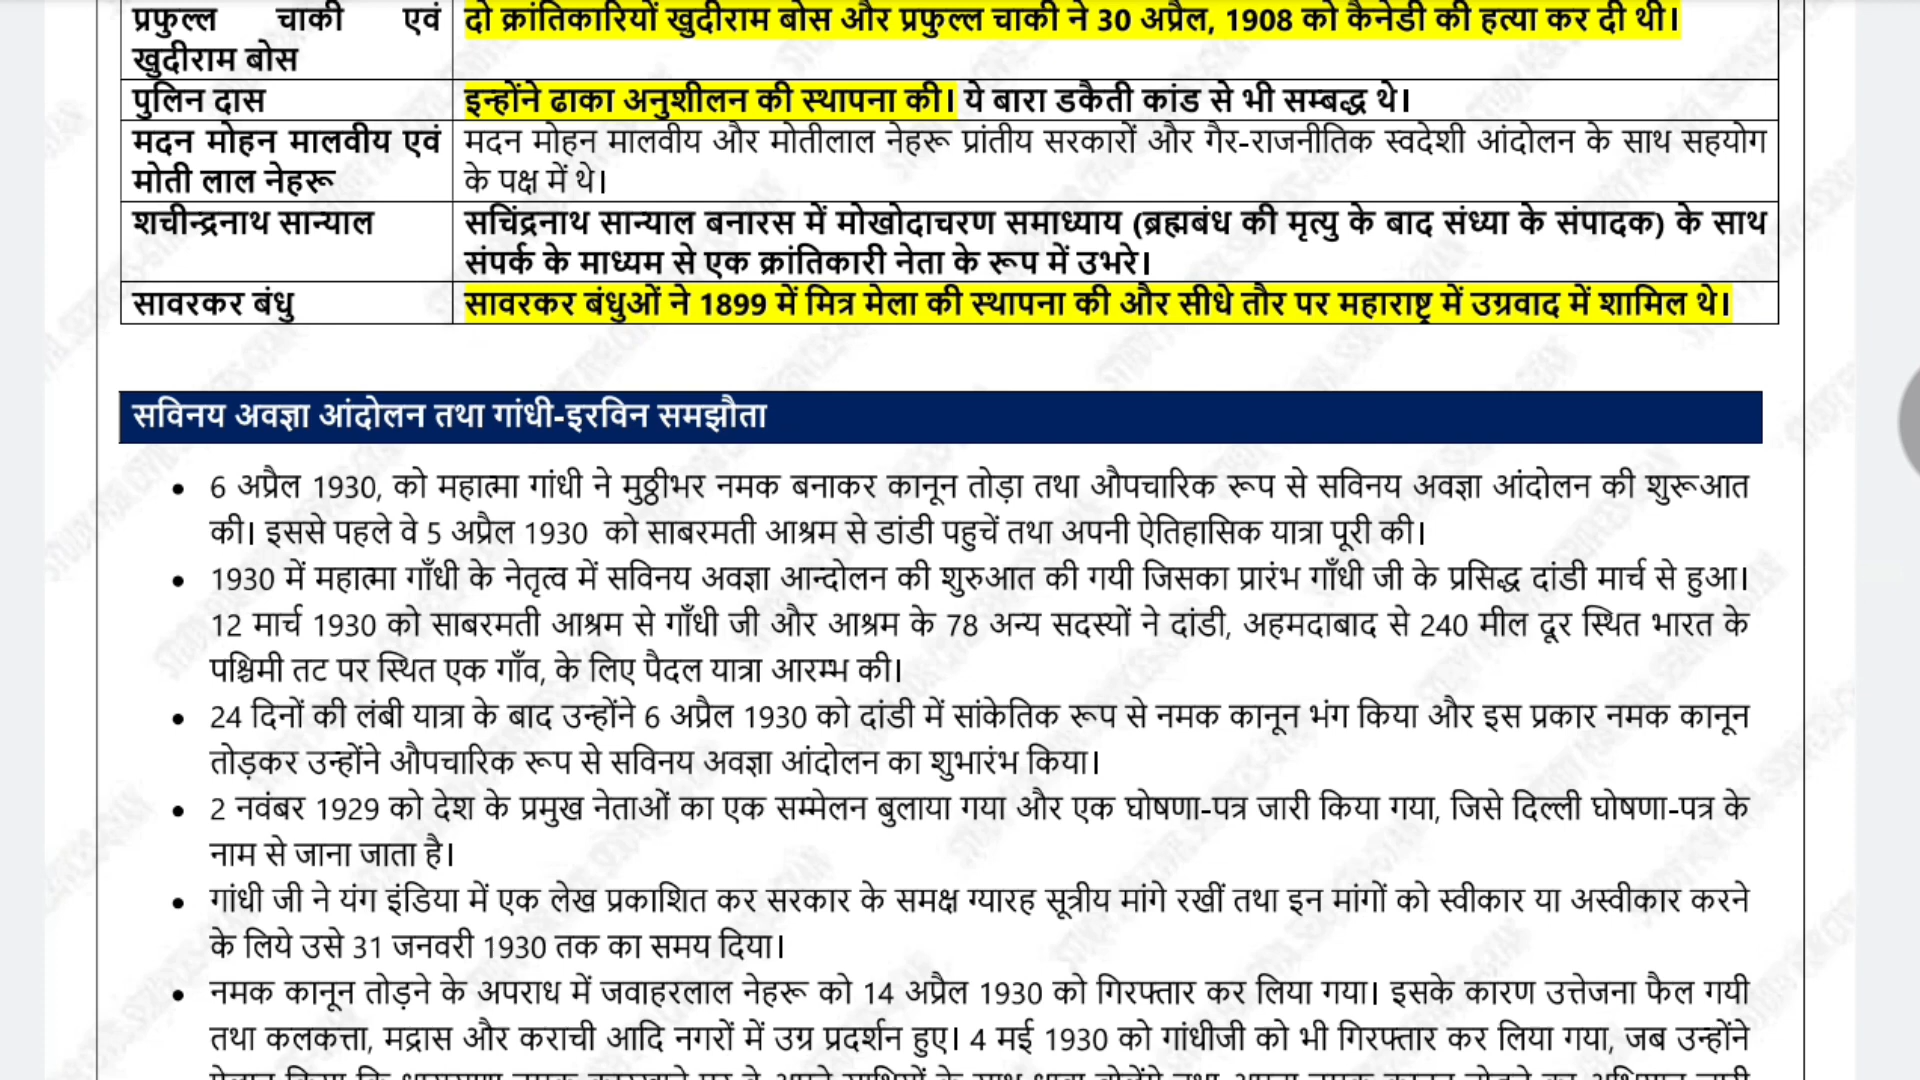 प्रफुल्ल चाकी एवं
खुदीराम बोस
दो क्रांतिकारियों खुदीराम बोस और प्रफुल्ल चाकी ने 30 अप्रैल, 1908 को कैनेडी की हत्या कर दी थी।
पुलिन दास
इन्होंने ढाका अनुशीलन की स्थापना की। ये बारा डकैती कांड से भी सम्बद्ध थे।
मदन मोहन मालवीय एवं
मोती लाल नेहरू
मदन मोहन मालवीय और मोतीलाल नेहरू प्रांतीय सरकारों और गैर-राजनीतिक स्वदेशी आंदोलन के साथ सहयोग
के पक्ष में थे।
शचीन्द्रनाथ सान्याल
सचिंद्रनाथ सान्याल बनारस में मोखोदाचरण समाध्याय (ब्रह्मबंध की मृत्यु के बाद संध्या के संपादक) के साथ
संपर्क के माध्यम से एक क्रांतिकारी नेता के रूप में उभरे।
सावरकर बंधु
सावरकर बंधुओं ने 1899 में मित्र मेला की स्थापना की और सीधे तौर पर महाराष्ट्र में उग्रवाद में शामिल थे।
सविनय अवज्ञा आंदोलन तथा गांधी-इरविन समझौता
• 6 अप्रैल 1930, को महात्मा गांधी ने मुठ्ठीभर नमक बनाकर कानून तोड़ा तथा औपचारिक रूप से सविनय अवज्ञा आंदोलन की शुरूआत
की। इससे पहले वे 5 अप्रैल 1930 को साबरमती आश्रम से डांडी पहुचें तथा अपनी ऐतिहासिक यात्रा पूरी की।
• 1930 में महात्मा गाँधी के नेतृत्व में सविनय अवज्ञा आन्दोलन की शुरुआत की गयी जिसका प्रारंभ गाँधी जी के प्रसिद्ध दांडी मार्च से हुआ।
12 मार्च 1930 को साबरमती आश्रम से गाँधी जी और आश्रम के 78 अन्य सदस्यों ने दांडी, अहमदाबाद से 240 मील दूर स्थित भारत के
पश्चिमी तट पर स्थित एक गाँव, के लिए पैदल यात्रा आरम्भ की।
• 24 दिनों की लंबी यात्रा के बाद उन्होंने 6 अप्रैल 1930 को दांडी में सांकेतिक रूप से नमक कानून भंग किया और इस प्रकार नमक कानून
तोड़कर उन्होंने औपचारिक रूप से सविनय अवज्ञा आंदोलन का शुभारंभ किया।
• 2 नवंबर 1929 को देश के प्रमुख नेताओं का एक सम्मेलन बुलाया गया और एक घोषणा-पत्र जारी किया गया, जिसे दिल्ली घोषणा-पत्र के
नाम से जाना जाता है।
• गांधी जी ने यंग इंडिया में एक लेख प्रकाशित कर सरकार के समक्ष ग्यारह सूत्रीय मांगे रखीं तथा इन मांगों को स्वीकार या अस्वीकार करने
के लिये उसे 31 जनवरी 1930 तक का समय दिया।
• नमक कानून तोड़ने के अपराध में जवाहरलाल नेहरू को 14 अप्रैल 1930 को गिरफ्तार कर लिया गया। इसके कारण उत्तेजना फैल गयी
तथा कलकत्ता, मद्रास और कराची आदि नगरों में उग्र प्रदर्शन हुए। 4 मई 1930 को गांधीजी को भी गिरफ्तार कर लिया गया, जब उन्होंने